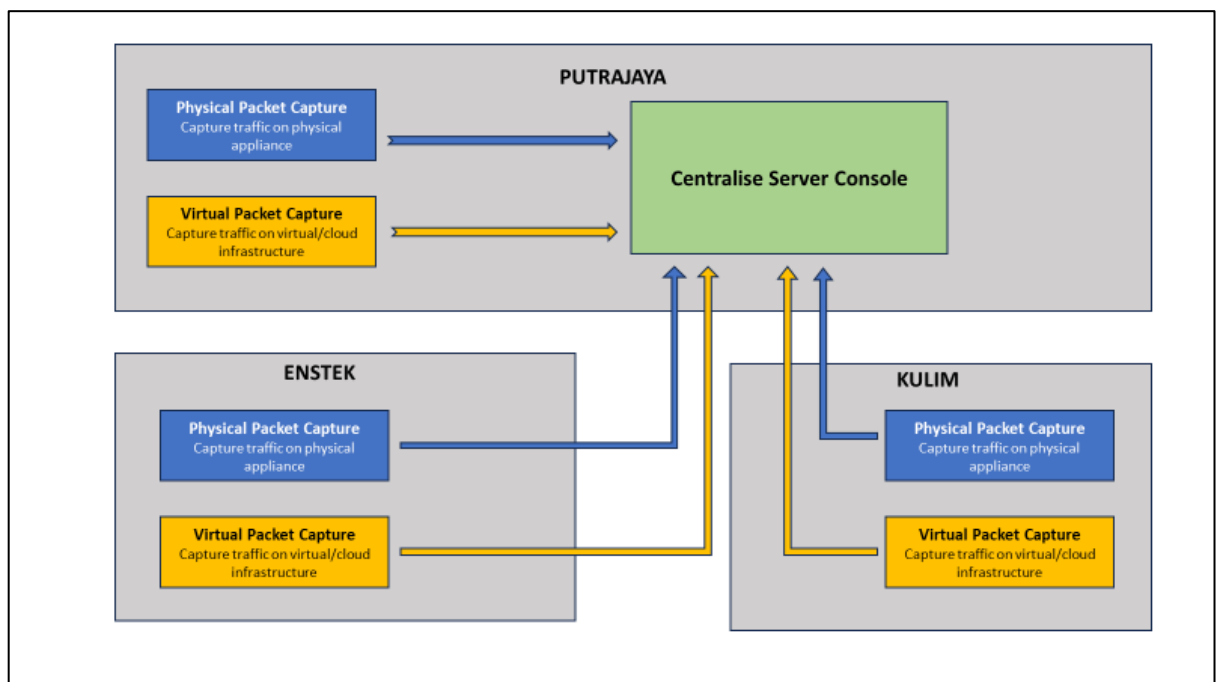 PUTRAJAYA
Physical Packet Capture
Capture traffic on physical
appliance
Centralise Server Console
Virtual Packet Capture
Capture traffic on virtual/cloud
infrastructure
ENSTEK
Physical Packet Capture
Capture traffic on physical
appliance
Virtual Packet Capture
Capture traffic on virtual/cloud
infrastructure
KULIM
Physical Packet Capture
Capture traffic on physical
appliance
Virtual Packet Capture
Capture traffic on virtual/cloud
infrastructure